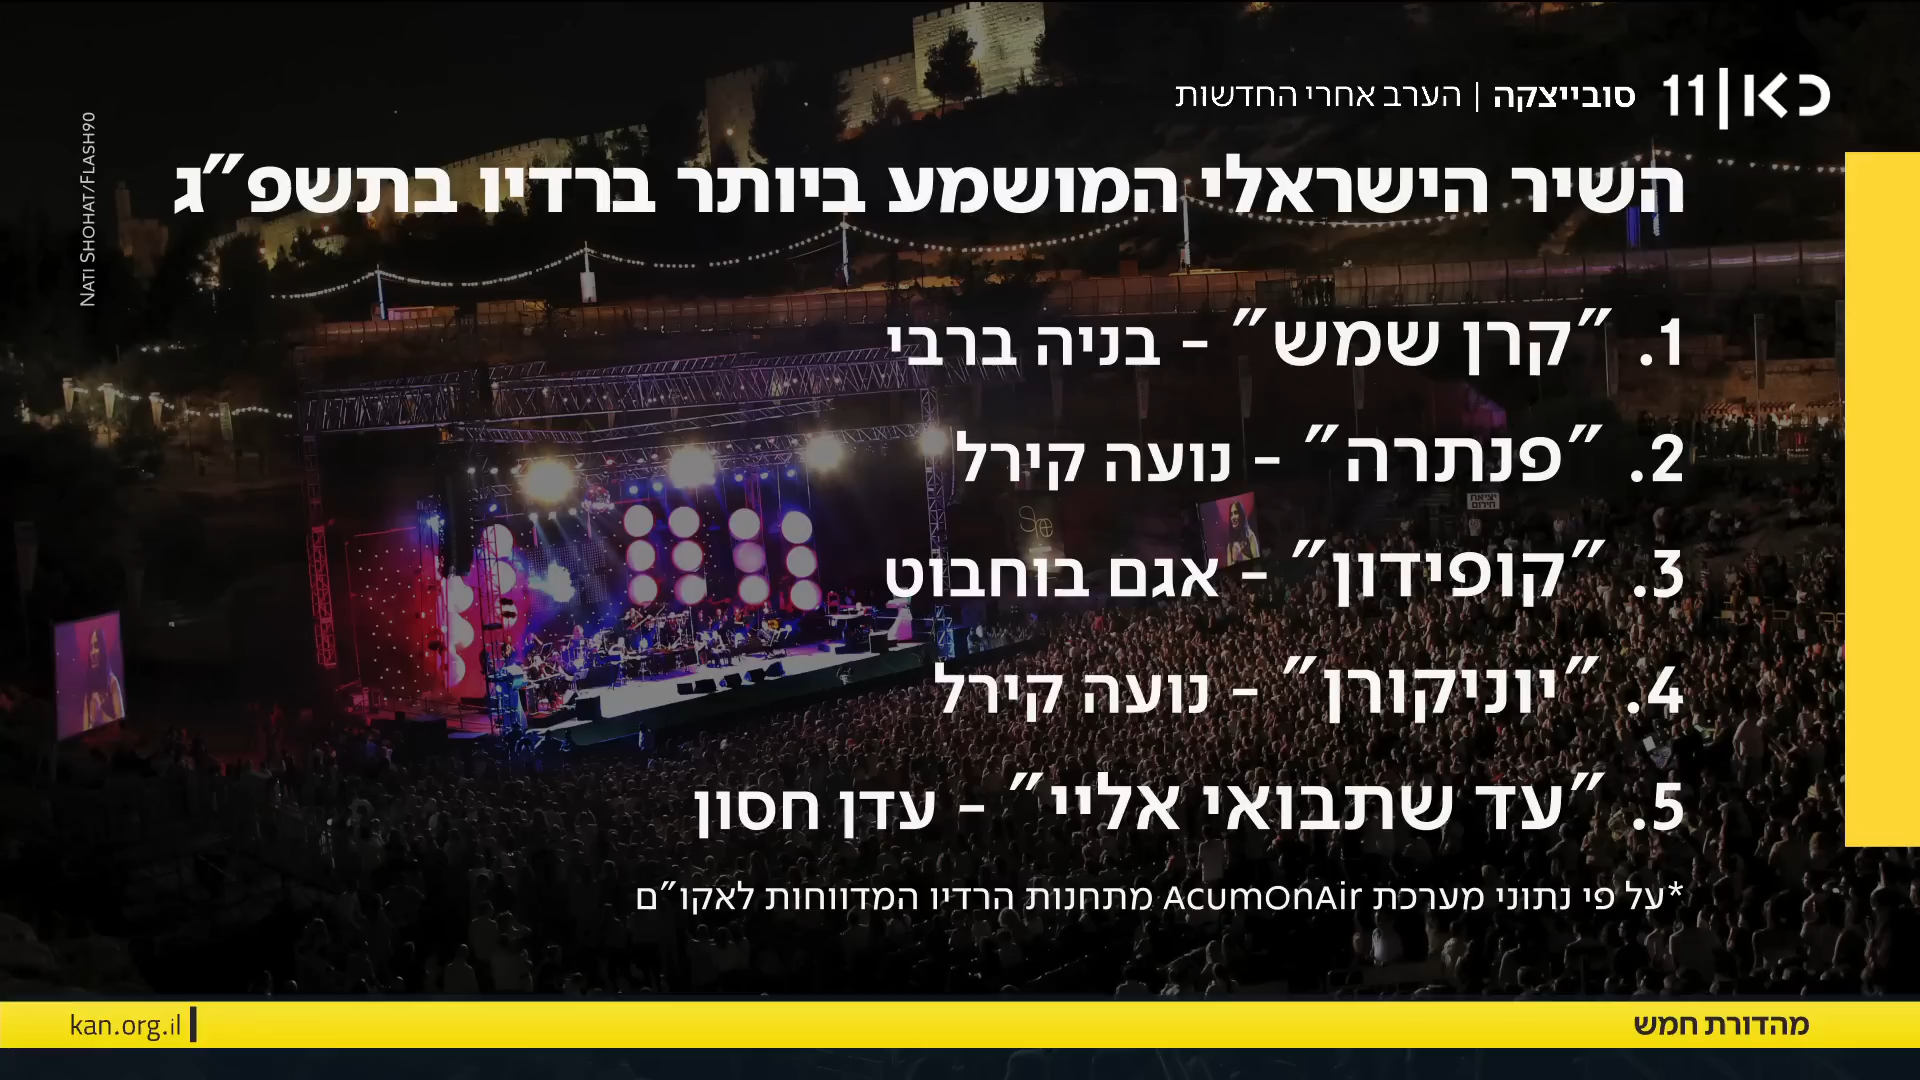 כאן 11
סובייצקה | הערב אחרי החדשות
NATI SHOHAT/FLASH90
השיר הישראלי המושמע ביותר ברדיו בתשפ״ג
1. ״קרן שמש״ - בניה ברבי
2. ״פנתרה״ - נועה קירל
3. ״קופידון״ - אגם בוחבוט
יציאת
חירום
4. ״יוניקורן״ - נועה קירל
5. ״עד שתבואי אליי״ - עדן חסון
*על פי נתוני מערכת AcumOnAir מתחנות הרדיו המדווחות לאקו״ם
מהדורת חמש
kan.org.il